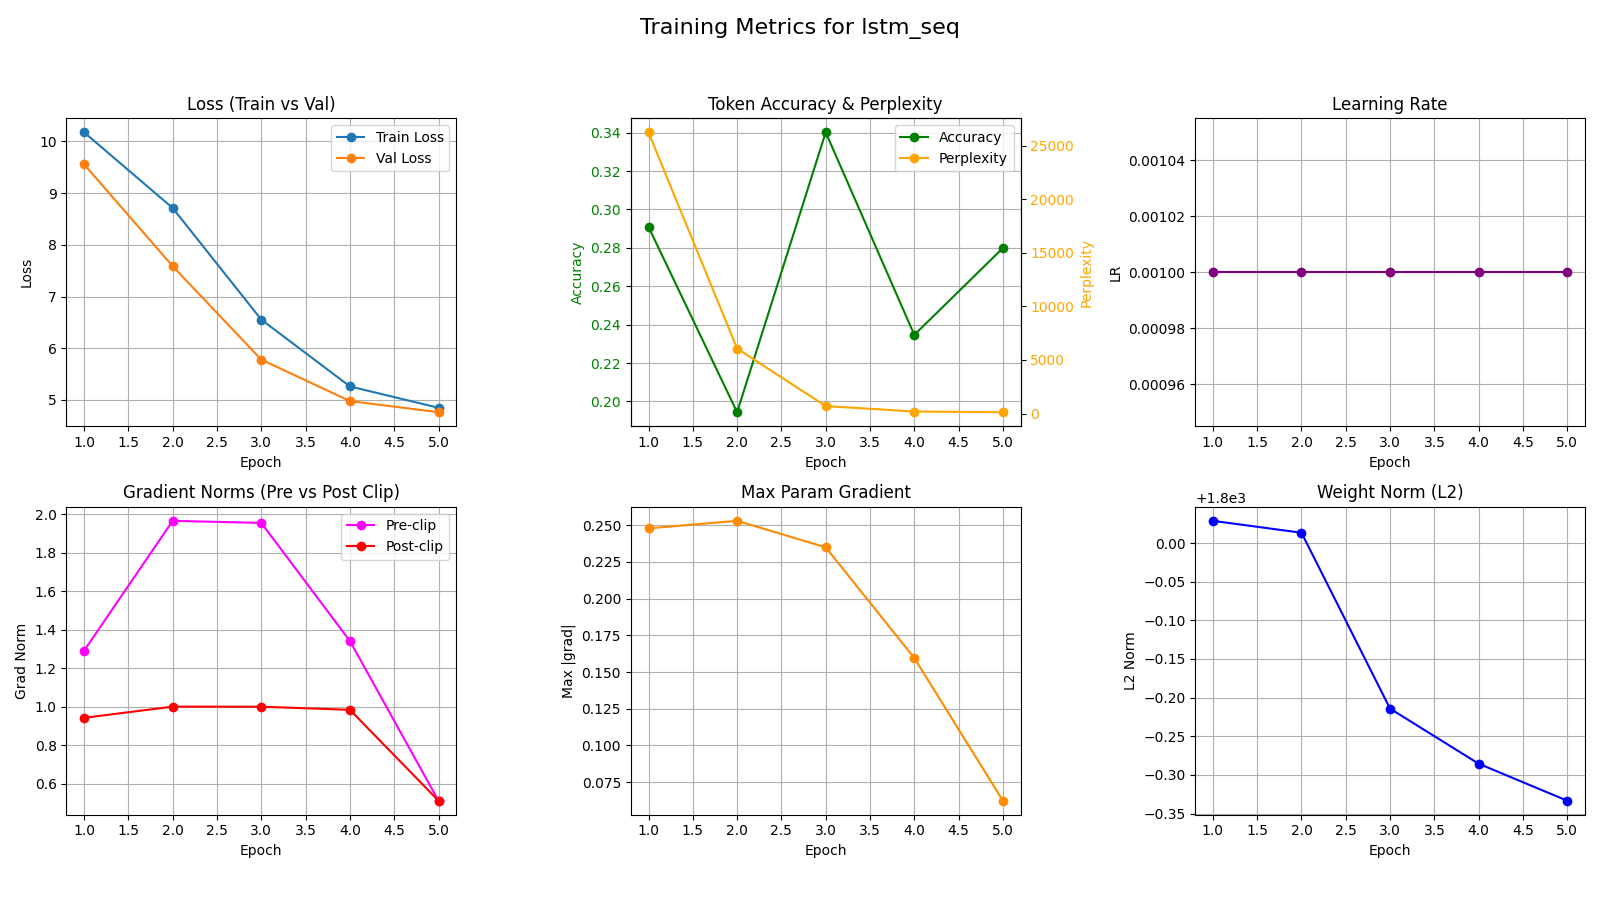 Training Metrics for lstm_seq
Loss (Train vs Val)
Train Loss
Val Loss
10
9
8
7
6
5
Loss
1.0 1.5 2.0 2.5 3.0 3.5 4.0 4.5 5.0
Epoch
Token Accuracy & Perplexity
Accuracy
Perplexity
0.34
0.32
0.30
0.28
0.26
0.24
0.22
0.20
Accuracy
25000
20000
15000
10000
5000
0
Perplexity
1.0 1.5 2.0 2.5 3.0 3.5 4.0 4.5 5.0
Epoch
Learning Rate
0.00104
0.00102
0.00100
0.00098
0.00096
LR
1.0 1.5 2.0 2.5 3.0 3.5 4.0 4.5 5.0
Epoch
Gradient Norms (Pre vs Post Clip)
Pre-clip
Post-clip
2.0
1.8
1.6
1.4
1.2
1.0
0.8
0.6
Grad Norm
1.0 1.5 2.0 2.5 3.0 3.5 4.0 4.5 5.0
Epoch
Max Param Gradient
0.250
0.225
0.200
0.175
0.150
0.125
0.100
0.075
Max |grad|
1.0 1.5 2.0 2.5 3.0 3.5 4.0 4.5 5.0
Epoch
Weight Norm (L2)
+1.8e3
0.00
−0.05
−0.10
−0.15
−0.20
−0.25
−0.30
−0.35
L2 Norm
1.0 1.5 2.0 2.5 3.0 3.5 4.0 4.5 5.0
Epoch